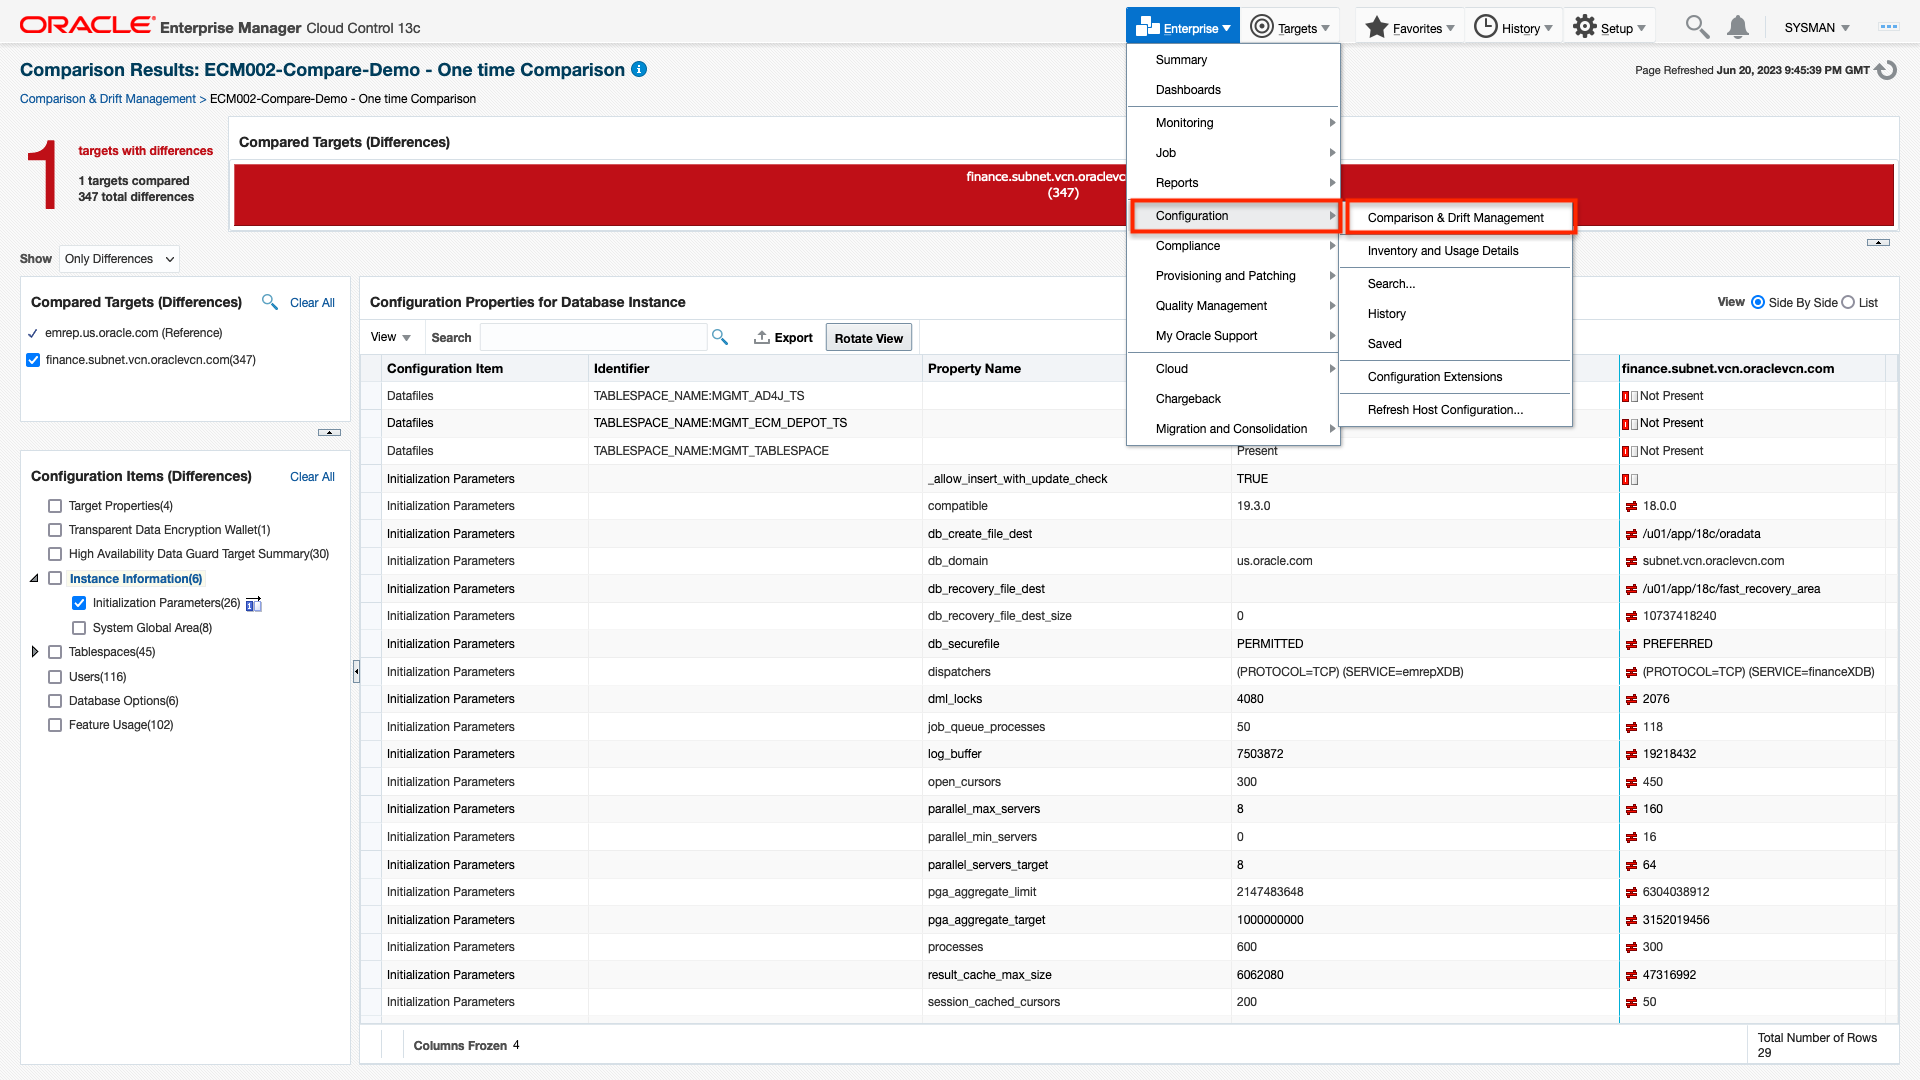 ORACLE Enterprise Manager Cloud Control 13c
Enterprise
Targets
Favorites
History
Setup
SYSMAN
Comparison Results: ECM002-Compare-Demo - One time Comparison
Page Refreshed Jun 20, 2023 9:45:39 PM GMT
Comparison & Drift Management > ECM002-Compare-Demo - One time Comparison
1
targets with differences
1 targets compared
347 total differences
Compared Targets (Differences)
finance.subnet.vcn.oraclevc
(347)
Summary
Dashboards
Monitoring
Job
Reports
Configuration
Compliance
Provisioning and Patching
Quality Management
My Oracle Support
Cloud
Chargeback
Migration and Consolidation
Comparison & Drift Management
Inventory and Usage Details
Search...
History
Saved
Configuration Extensions
Refresh Host Configuration...
Show Only Differences
Compared Targets (Differences) Clear All
emrep.us.oracle.com (Reference)
finance.subnet.vcn.oraclevcn.com(347)
Configuration Items (Differences) Clear All
Target Properties(4)
Transparent Data Encryption Wallet(1)
High Availability Data Guard Target Summary(30)
Instance Information(6)
Initialization Parameters(26)
System Global Area(8)
Tablespaces(45)
Users(116)
Database Options(6)
Feature Usage(102)
Configuration Properties for Database Instance
View Side By Side List
View Search Export Rotate View
Configuration Item Identifier Property Name finance.subnet.vcn.oraclevcn.com
Datafiles TABLESPACE_NAME:MGMT_AD4J_TS Not Present
Datafiles TABLESPACE_NAME:MGMT_ECM_DEPOT_TS Not Present
Datafiles TABLESPACE_NAME:MGMT_TABLESPACE Present Not Present
Initialization Parameters _allow_insert_with_update_check TRUE
Initialization Parameters compatible 19.3.0 18.0.0
Initialization Parameters db_create_file_dest /u01/app/18c/oradata
Initialization Parameters db_domain us.oracle.com subnet.vcn.oraclevcn.com
Initialization Parameters db_recovery_file_dest /u01/app/18c/fast_recovery_area
Initialization Parameters db_recovery_file_dest_size 0 10737418240
Initialization Parameters db_securefile PERMITTED PREFERRED
Initialization Parameters dispatchers (PROTOCOL=TCP) (SERVICE=emrepXDB) (PROTOCOL=TCP) (SERVICE=financeXDB)
Initialization Parameters dml_locks 4080 2076
Initialization Parameters job_queue_processes 50 118
Initialization Parameters log_buffer 7503872 19218432
Initialization Parameters open_cursors 300 450
Initialization Parameters parallel_max_servers 8 160
Initialization Parameters parallel_min_servers 0 16
Initialization Parameters parallel_servers_target 8 64
Initialization Parameters pga_aggregate_limit 2147483648 6304038912
Initialization Parameters pga_aggregate_target 1000000000 3152019456
Initialization Parameters processes 600 300
Initialization Parameters result_cache_max_size 6062080 47316992
Initialization Parameters session_cached_cursors 200 50
Columns Frozen 4
Total Number of Rows
29